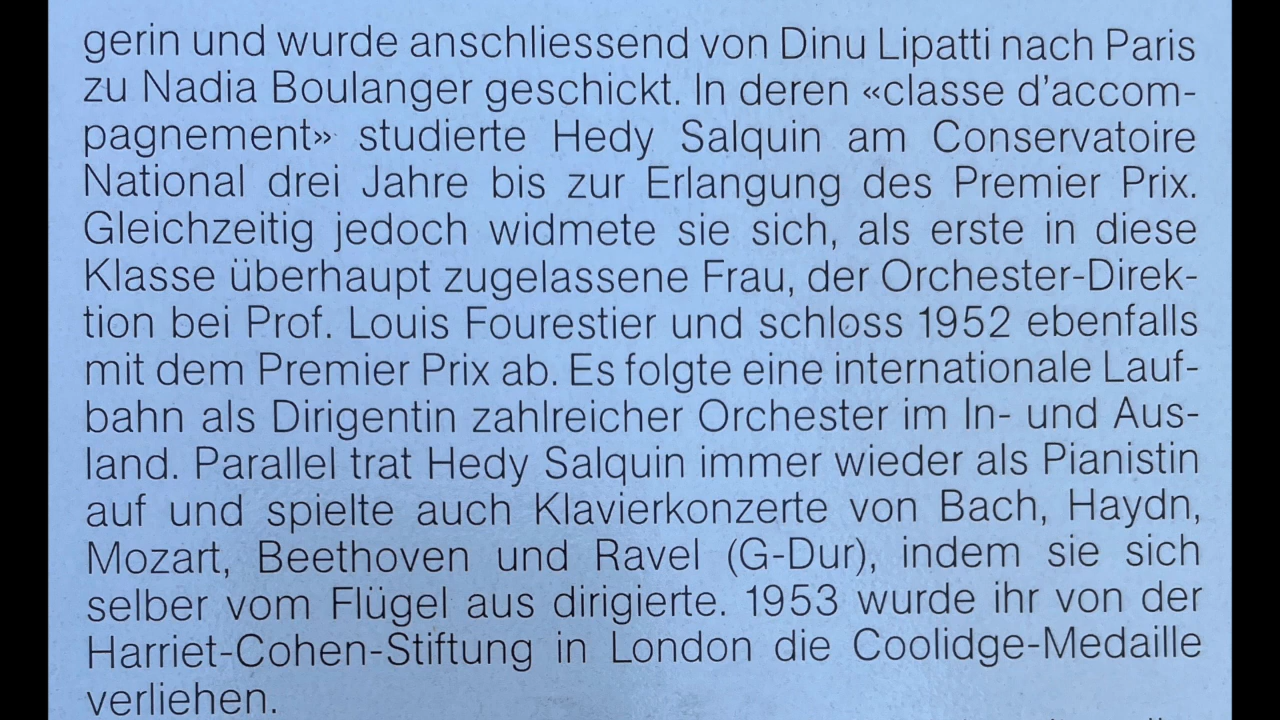 gerin und wurde anschliessend von Dinu Lipatti nach Paris
zu Nadia Boulanger geschickt. In deren «classe d’accom-
pagnement» studierte Hedy Salquin am Conservatoire
National drei Jahre bis zur Erlangung des Premier Prix.
Gleichzeitig jedoch widmete sie sich, als erste in diese
Klasse überhaupt zugelassene Frau, der Orchester-Direk-
tion bei Prof. Louis Fourestier und schloss 1952 ebenfalls
mit dem Premier Prix ab. Es folgte eine internationale Lauf-
bahn als Dirigentin zahlreicher Orchester im In- und Aus-
land. Parallel trat Hedy Salquin immer wieder als Pianistin
auf und spielte auch Klavierkonzerte von Bach, Haydn,
Mozart, Beethoven und Ravel (G-Dur), indem sie sich
selber vom Flügel aus dirigierte. 1953 wurde ihr von der
Harriet-Cohen-Stiftung in London die Coolidge-Medaille
verliehen.